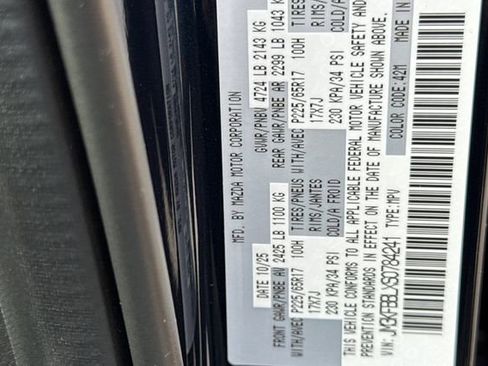 MFD. BY MAZDA MOTOR CORPORATION
DATE 10/25 GVWR/PNBV 4724 LB 2143 KG
FRONT GAWR/PNBE AV 2425 LB 1100 KG REAR GAWR/PNBE AR 2299 LB 1043 KG
WITH/AVEC P225/65R17 100H TIRES/PNEUS WITH/AVEC P225/65R17 100H TIRES
17X7J RIMS/JANTES 17X7J RIMS
230 KPA/34 PSI COLD/A FROID 230 KPA/34 PSI COLD/A
THIS VEHICLE CONFORMS TO ALL APPLICABLE FEDERAL MOTOR VEHICLE SAFETY AND
PREVENTION STANDARDS IN EFFECT ON THE DATE OF MANUFACTURE SHOWN ABOVE.
VIN: TYPE: MPV COLOR CODE: 42M